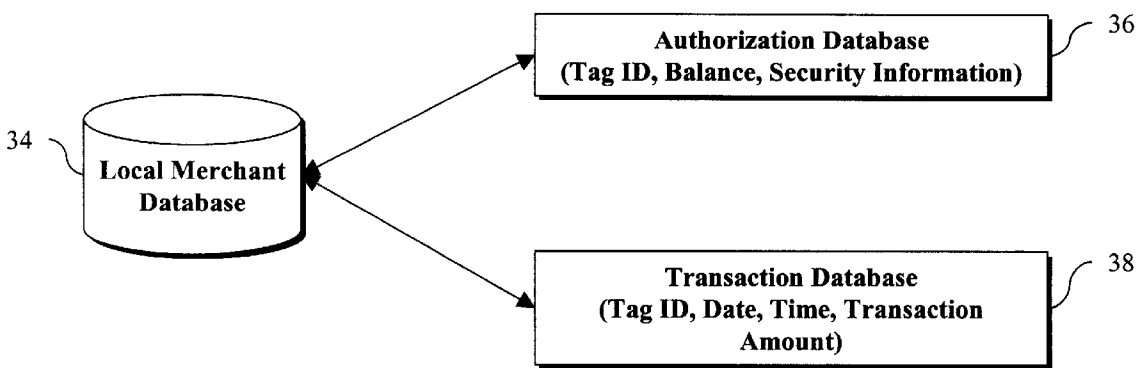 36
Authorization Database
(Tag ID, Balance, Security Information)
34
Local Merchant
Database
38
Transaction Database
(Tag ID, Date, Time, Transaction
Amount)